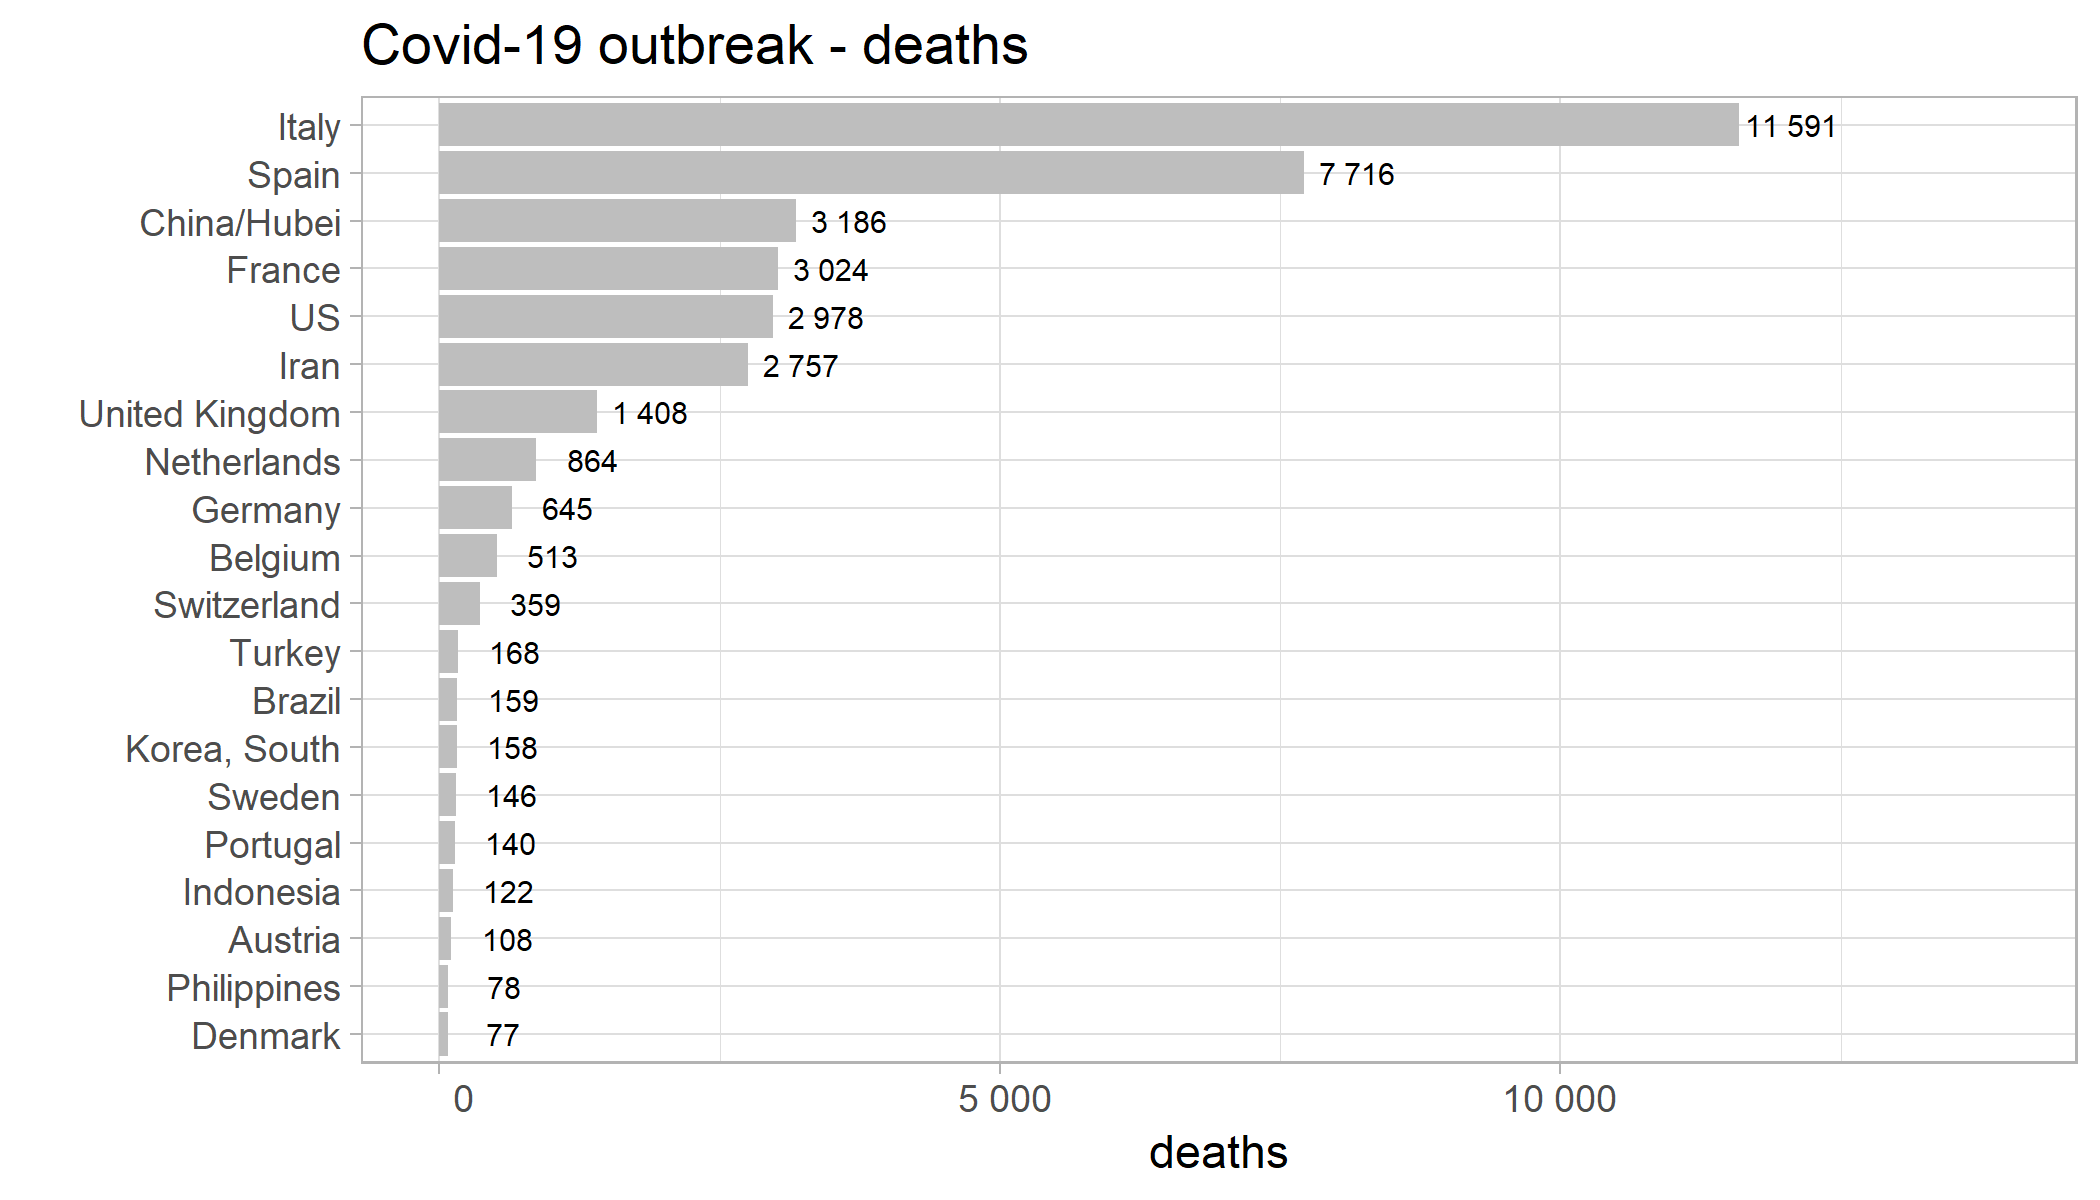 Covid-19 outbreak - deaths
Italy 11 591
Spain 7 716
China/Hubei 3 186
France 3 024
US 2 978
Iran 2 757
United Kingdom 1 408
Netherlands 864
Germany 645
Belgium 513
Switzerland 359
Turkey 168
Brazil 159
Korea, South 158
Sweden 146
Portugal 140
Indonesia 122
Austria 108
Philippines 78
Denmark 77
0 5 000 10 000
deaths